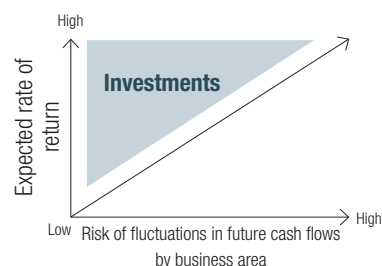 High
Expected rate of
return
Investments
Low
Risk of fluctuations in future cash flows
by business area
High